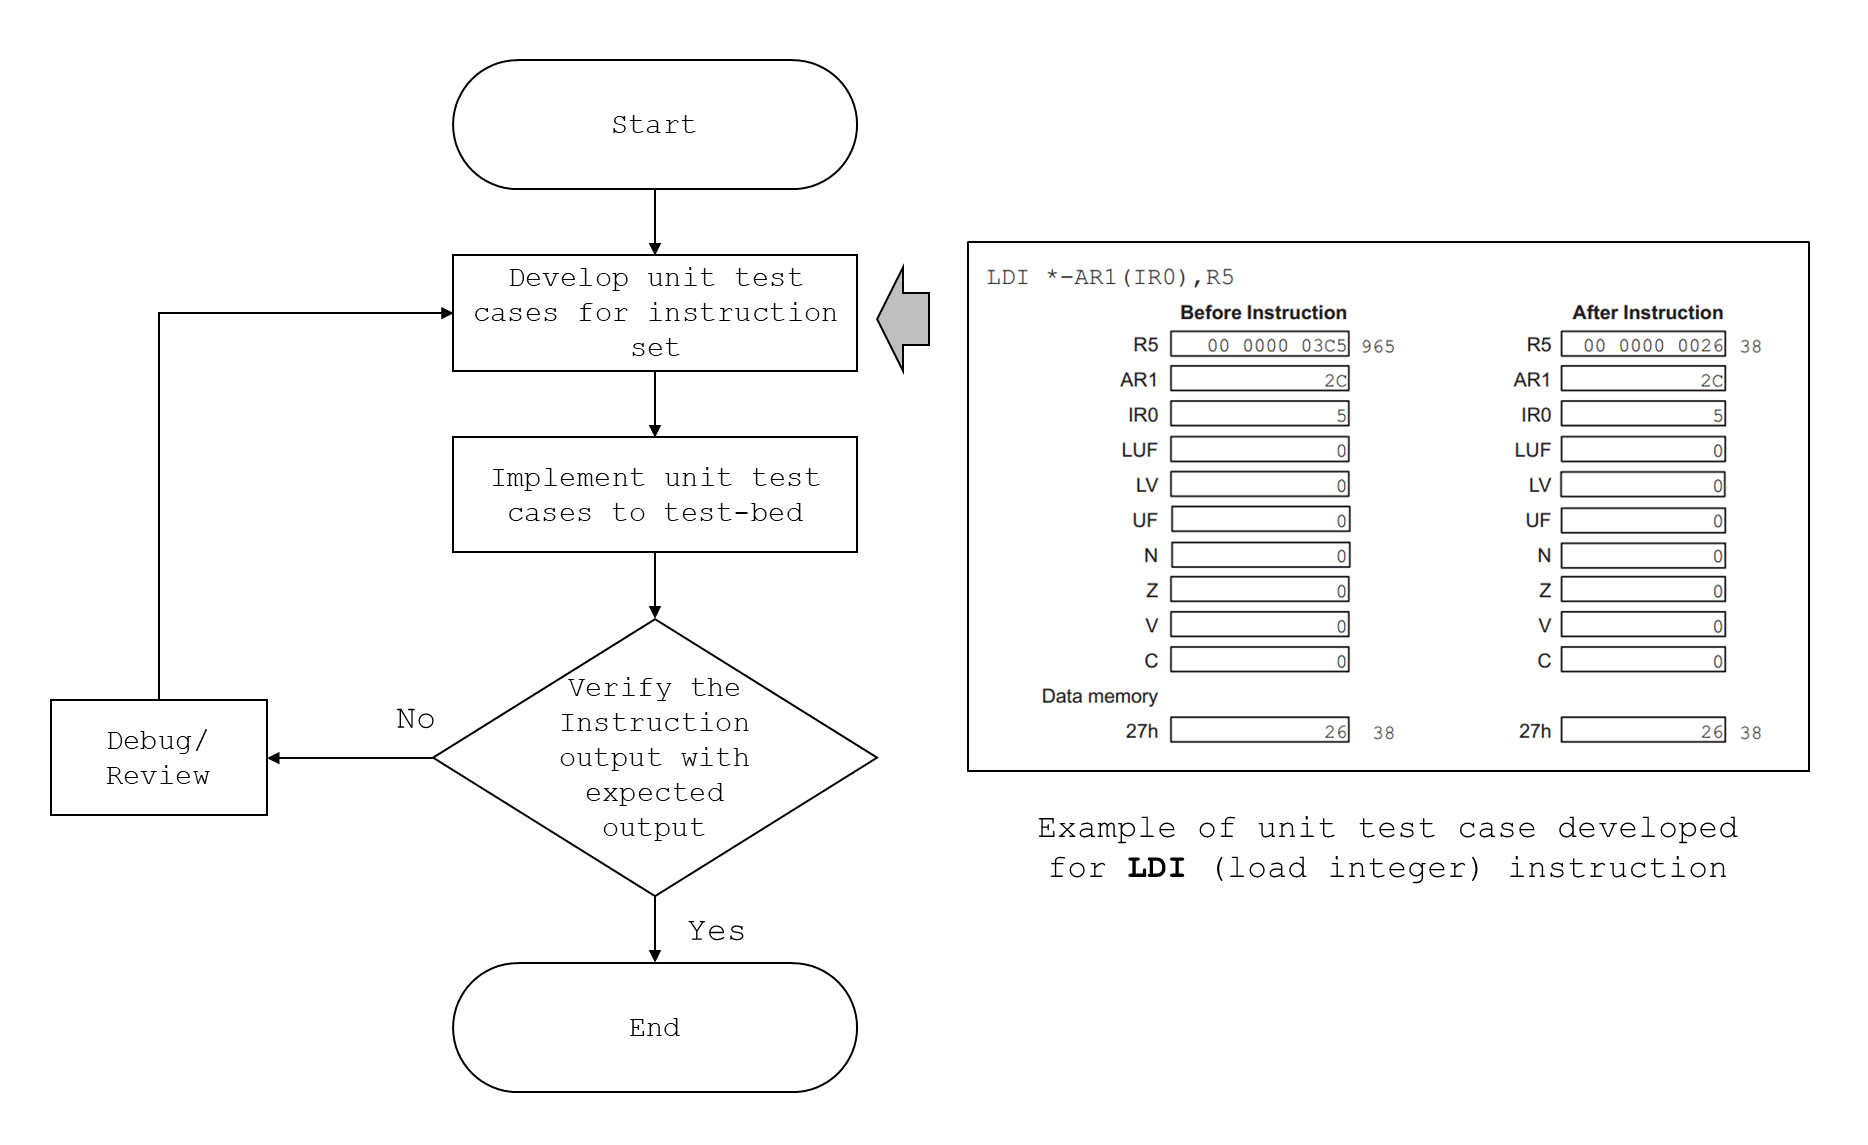 Start
Develop unit test
cases for instruction
set
Implement unit test
cases to test-bed
Verify the
Instruction
output with
expected
output
No
Debug/
Review
Yes
End
LDI *-AR1(IR0),R5
Before Instruction After Instruction
R5 00 0000 03C5 965 R5 00 0000 0026 38
AR1 2C AR1 2C
IR0 5 IR0 5
LUF 0 LUF 0
LV 0 LV 0
UF 0 UF 0
N 0 N 0
Z 0 Z 0
V 0 V 0
C 0 C 0
Data memory
27h 26 38 27h 26 38
Example of unit test case developed
for LDI (load integer) instruction